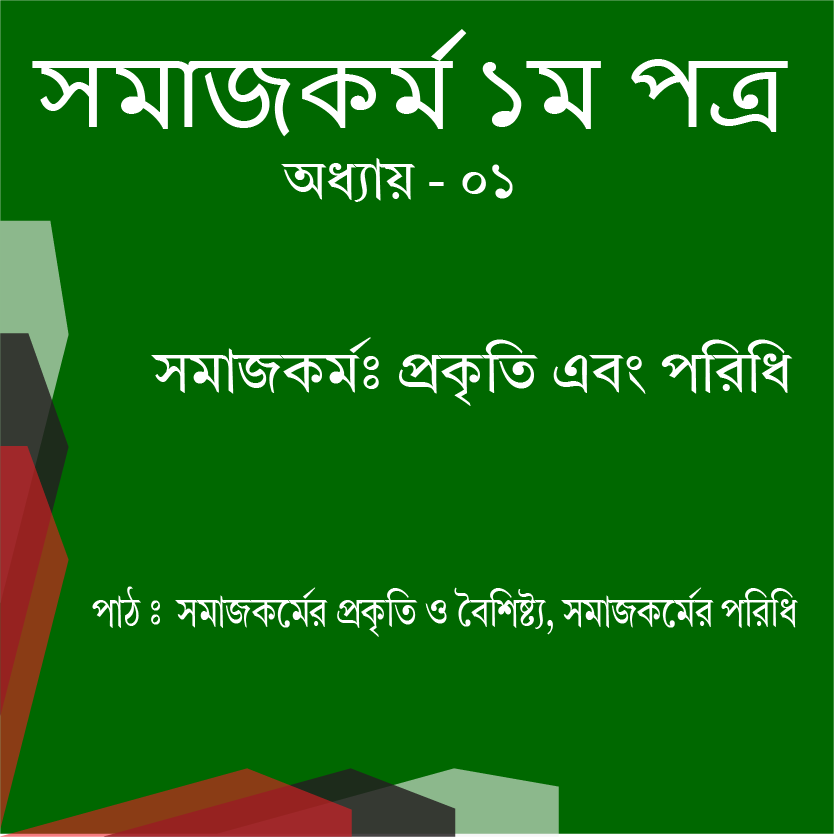 সমাজকর্ম ১ম পত্র
অধ্যায় - ০১
সমাজকর্মঃ প্রকৃতি এবং পরিধি
পাঠ ঃ সমাজকর্মের প্রকৃতি ও বৈশিষ্ট্য, সমাজকর্মের পরিধি